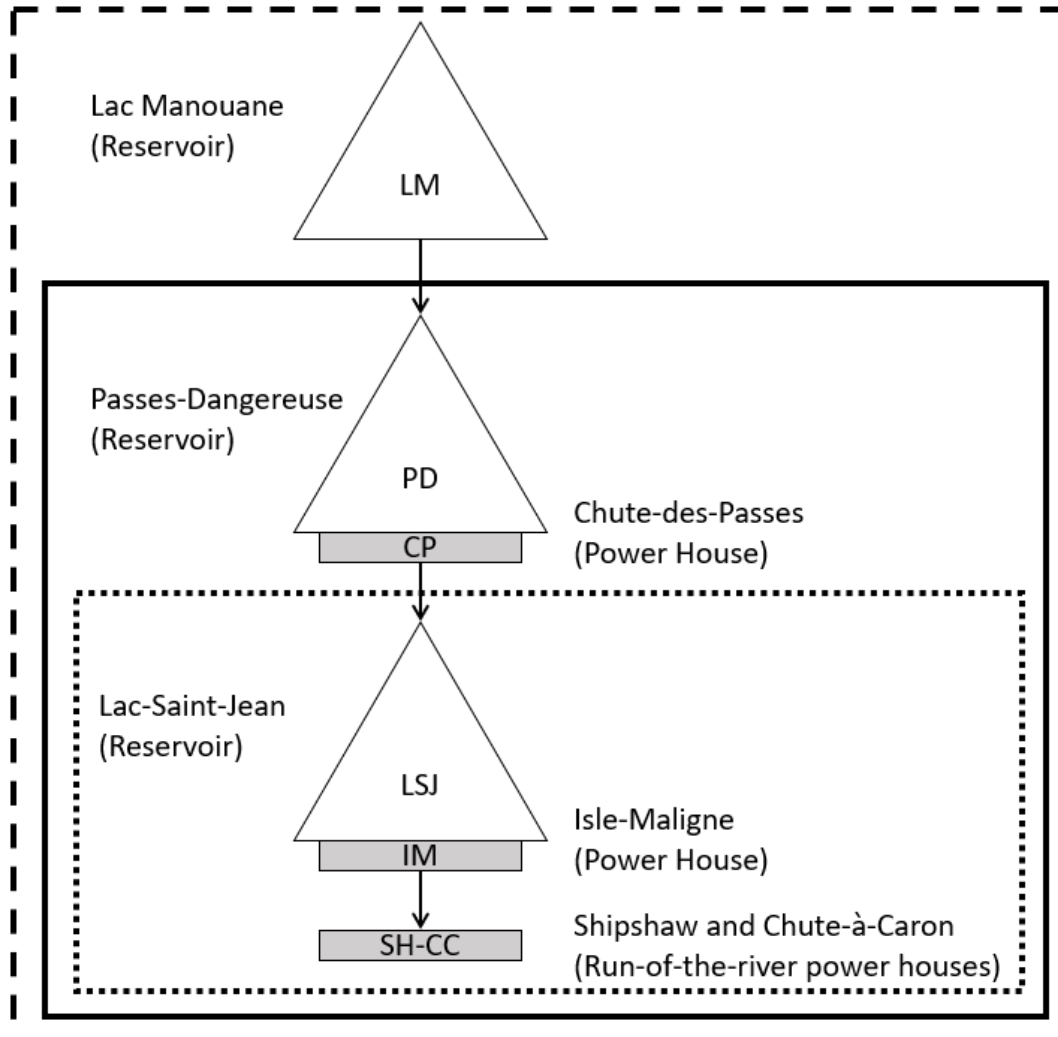 Lac Manouane
(Reservoir)
LM
Passes-Dangereuse
(Reservoir)
PD
Chute-des-Passes
(Power House)
CP
Lac-Saint-Jean
(Reservoir)
LSJ
Isle-Maligne
(Power House)
IM
Shipshaw and Chute-à-Caron
(Run-of-the-river power houses)
SH-CC